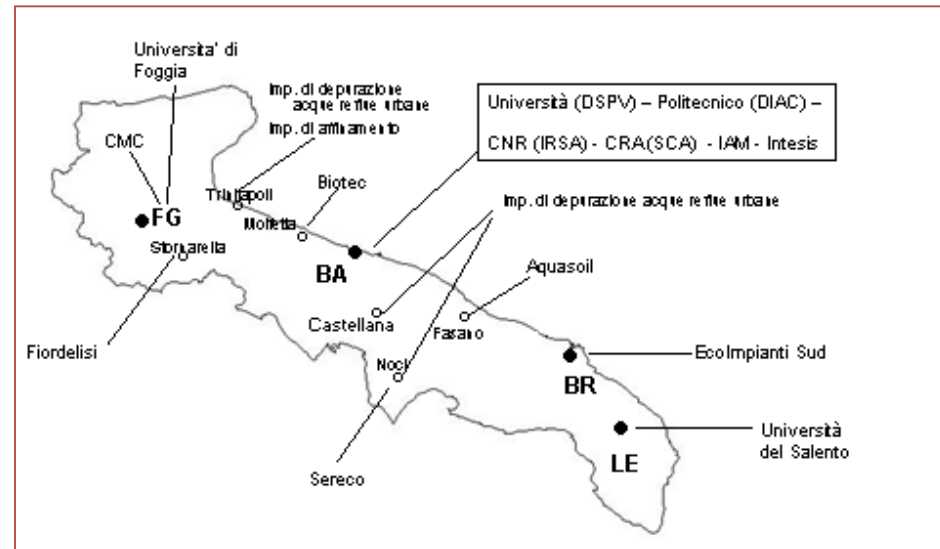 Universita' di
Foggia
Imp. di depurazione
acque reflue urbane
Imp. di affinamento
Università (DSPV) – Politecnico (DIAC) –
CNR (IRSA) - CRA(SCA) - IAM - Intesis
CMC
Biotec
Trinitapoli
Imp. di depurazione acque reflue urbane
FG
Molfetta
Stornarella
BA
Aquasoil
Castellana
Fasano
Fiordelisi
Noci
EcoImpianti Sud
BR
Università
del Salento
LE
Sereco